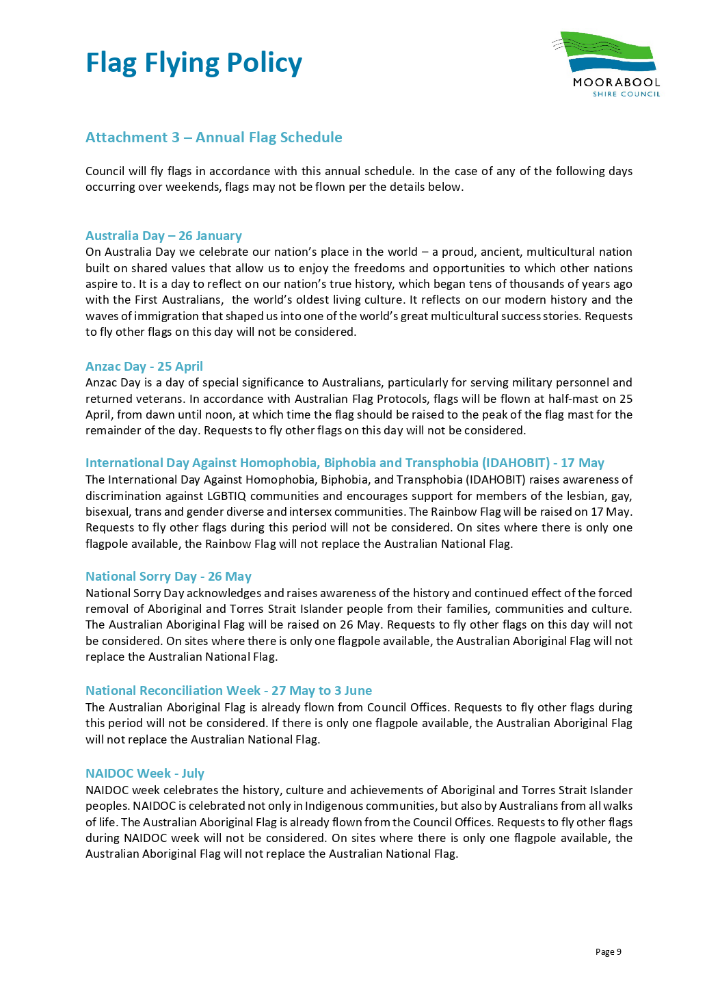 Flag Flying Policy
MOORABOOL
SHIRE COUNCIL
Attachment 3 – Annual Flag Schedule
Council will fly flags in accordance with this annual schedule. In the case of any of the following days
occurring over weekends, flags may not be flown per the details below.
Australia Day – 26 January
On Australia Day we celebrate our nation’s place in the world – a proud, ancient, multicultural nation
built on shared values that allow us to enjoy the freedoms and opportunities to which other nations
aspire to. It is a day to reflect on our nation’s true history, which began tens of thousands of years ago
with the First Australians,  the world’s oldest living culture. It reflects on our modern history and the
waves of immigration that shaped us into one of the world’s great multicultural success stories. Requests
to fly other flags on this day will not be considered.
Anzac Day - 25 April
Anzac Day is a day of special significance to Australians, particularly for serving military personnel and
returned veterans. In accordance with Australian Flag Protocols, flags will be flown at half-mast on 25
April, from dawn until noon, at which time the flag should be raised to the peak of the flag mast for the
remainder of the day. Requests to fly other flags on this day will not be considered.
International Day Against Homophobia, Biphobia and Transphobia (IDAHOBIT) - 17 May
The International Day Against Homophobia, Biphobia, and Transphobia (IDAHOBIT) raises awareness of
discrimination against LGBTIQ communities and encourages support for members of the lesbian, gay,
bisexual, trans and gender diverse and intersex communities. The Rainbow Flag will be raised on 17 May.
Requests to fly other flags during this period will not be considered. On sites where there is only one
flagpole available, the Rainbow Flag will not replace the Australian National Flag.
National Sorry Day - 26 May
National Sorry Day acknowledges and raises awareness of the history and continued effect of the forced
removal of Aboriginal and Torres Strait Islander people from their families, communities and culture.
The Australian Aboriginal Flag will be raised on 26 May. Requests to fly other flags on this day will not
be considered. On sites where there is only one flagpole available, the Australian Aboriginal Flag will not
replace the Australian National Flag.
National Reconciliation Week - 27 May to 3 June
The Australian Aboriginal Flag is already flown from Council Offices. Requests to fly other flags during
this period will not be considered. If there is only one flagpole available, the Australian Aboriginal Flag
will not replace the Australian National Flag.
NAIDOC Week - July
NAIDOC week celebrates the history, culture and achievements of Aboriginal and Torres Strait Islander
peoples. NAIDOC is celebrated not only in Indigenous communities, but also by Australians from all walks
of life. The Australian Aboriginal Flag is already flown from the Council Offices. Requests to fly other flags
during NAIDOC week will not be considered. On sites where there is only one flagpole available, the
Australian Aboriginal Flag will not replace the Australian National Flag.
Page 9